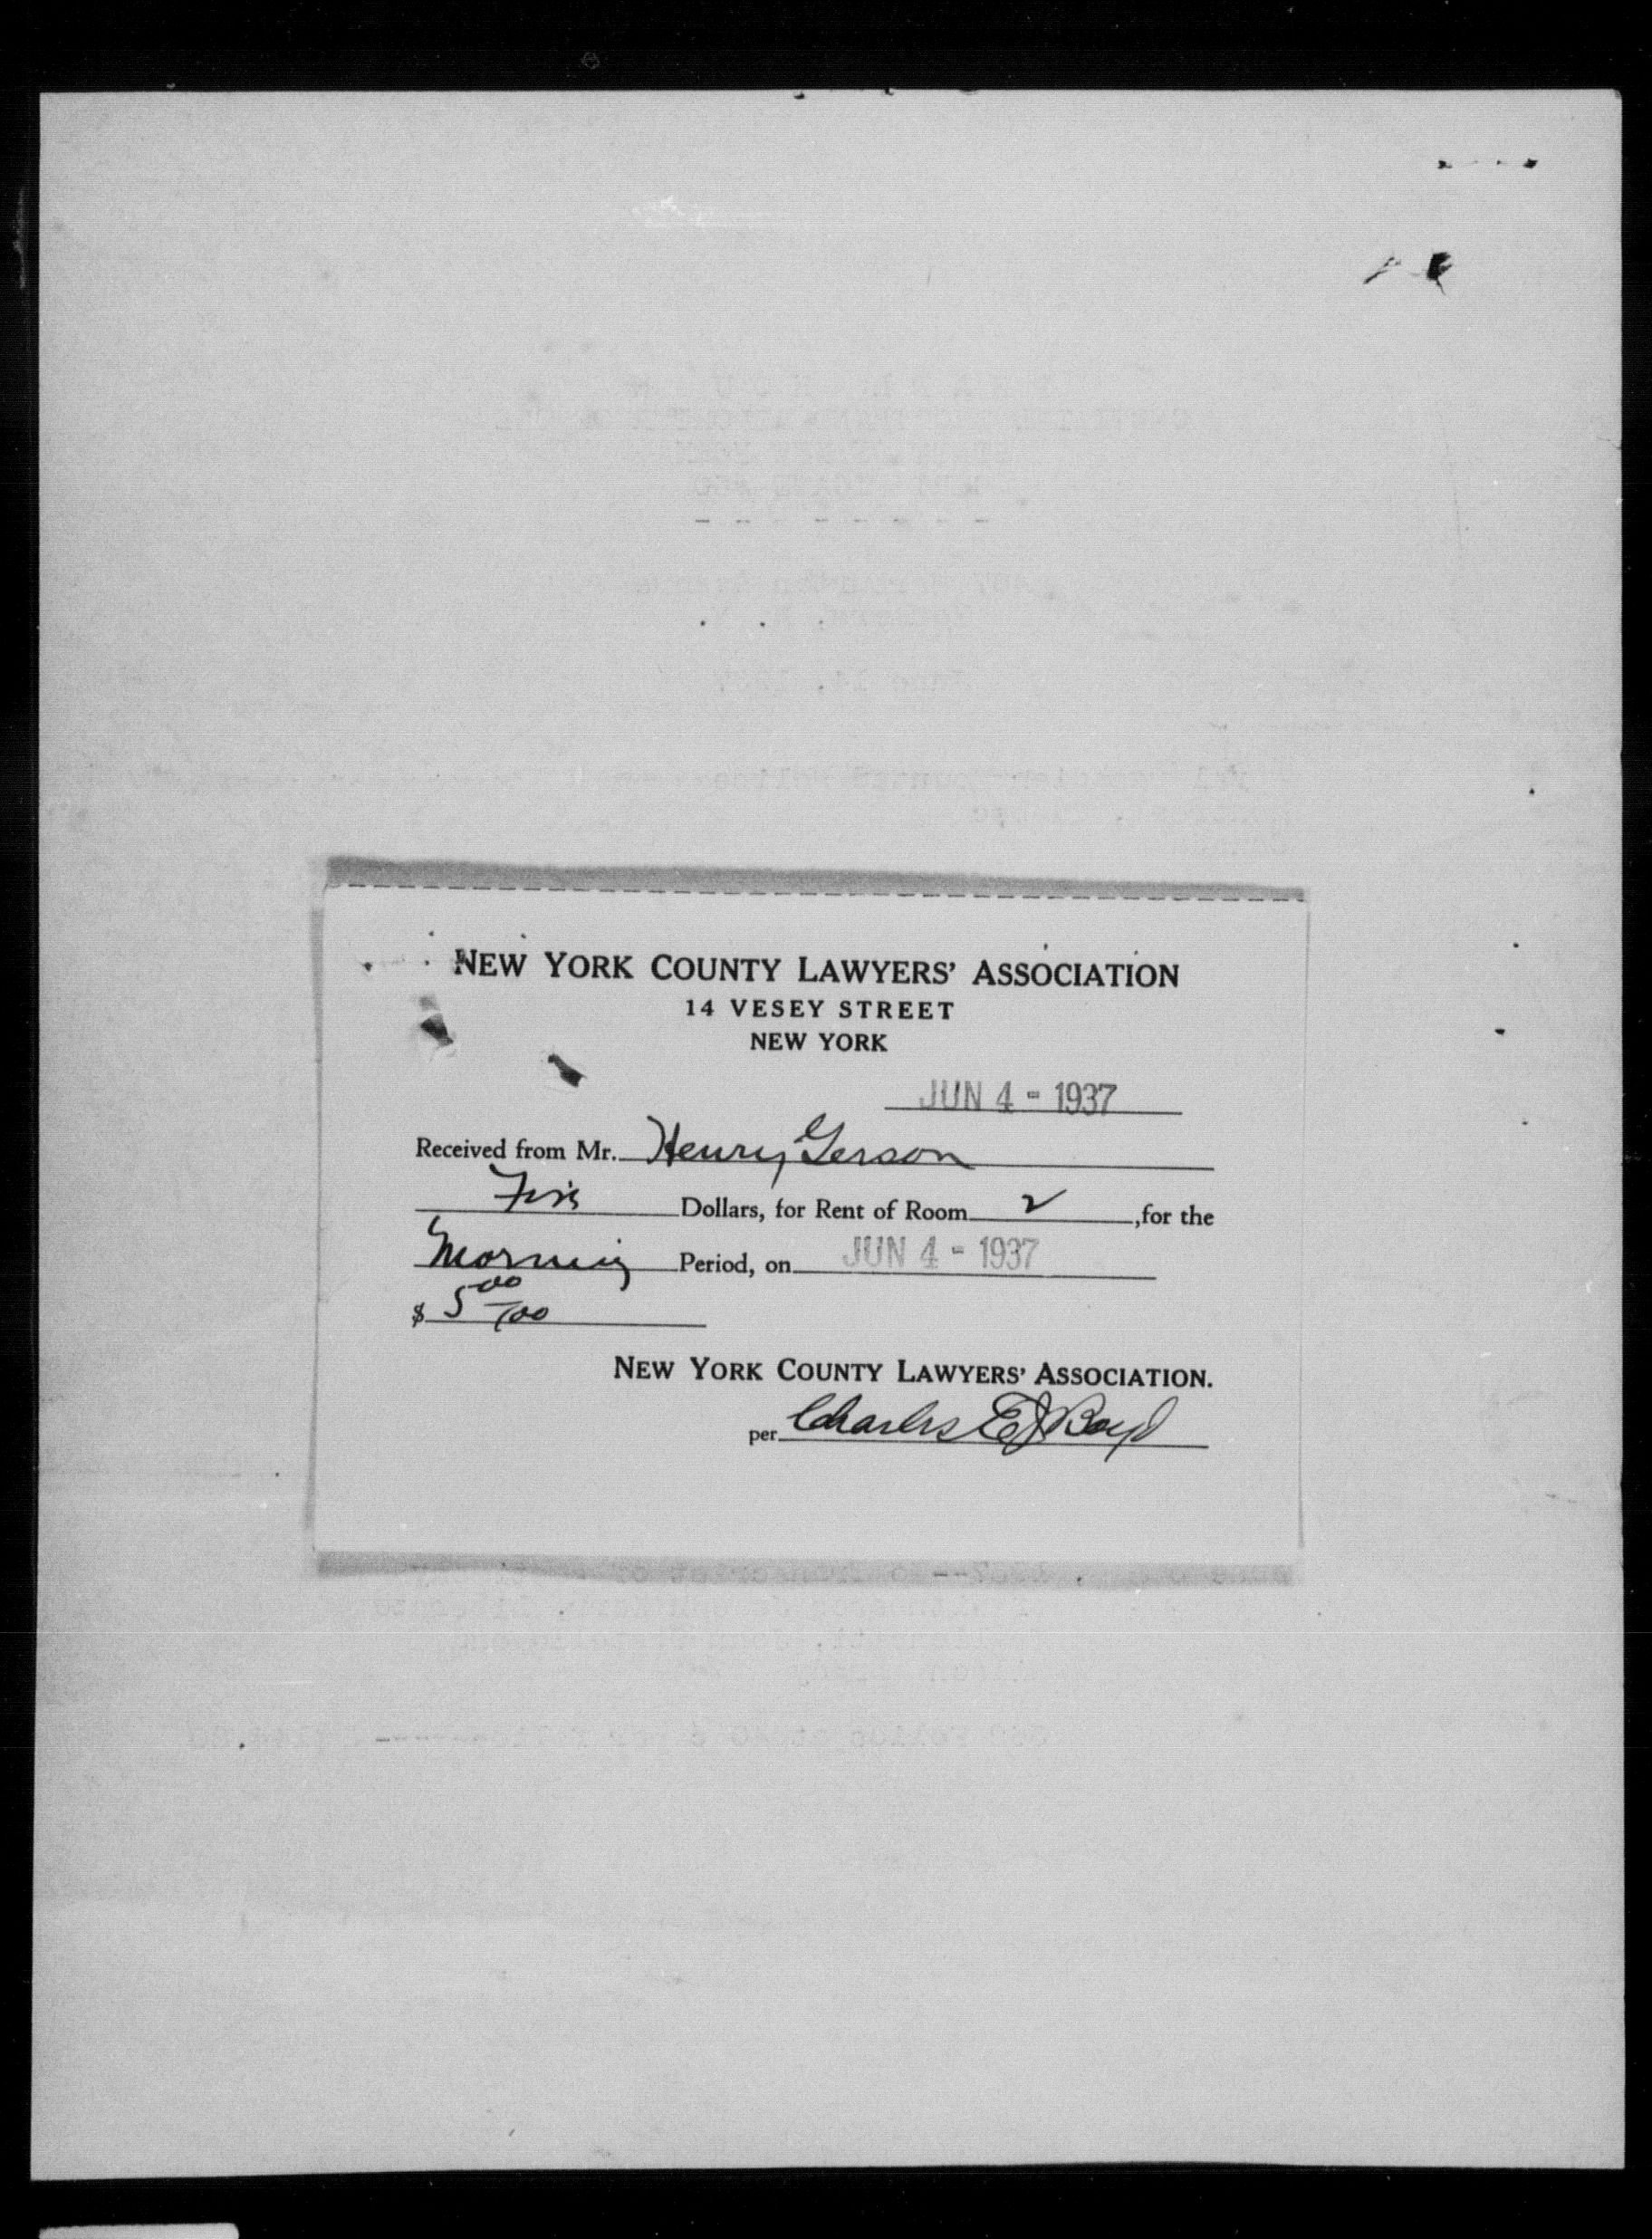 NEW YORK COUNTY LAWYERS' ASSOCIATION
14 VESEY STREET
NEW YORK
JUN 4 - 1937
Received from Mr. Henry Gerson
Five Dollars, for Rent of Room 2, for the
Morning Period, on JUN 4 - 1937
$ 5 00/100
NEW YORK COUNTY LAWYERS' ASSOCIATION.
per Charles E J Boyd